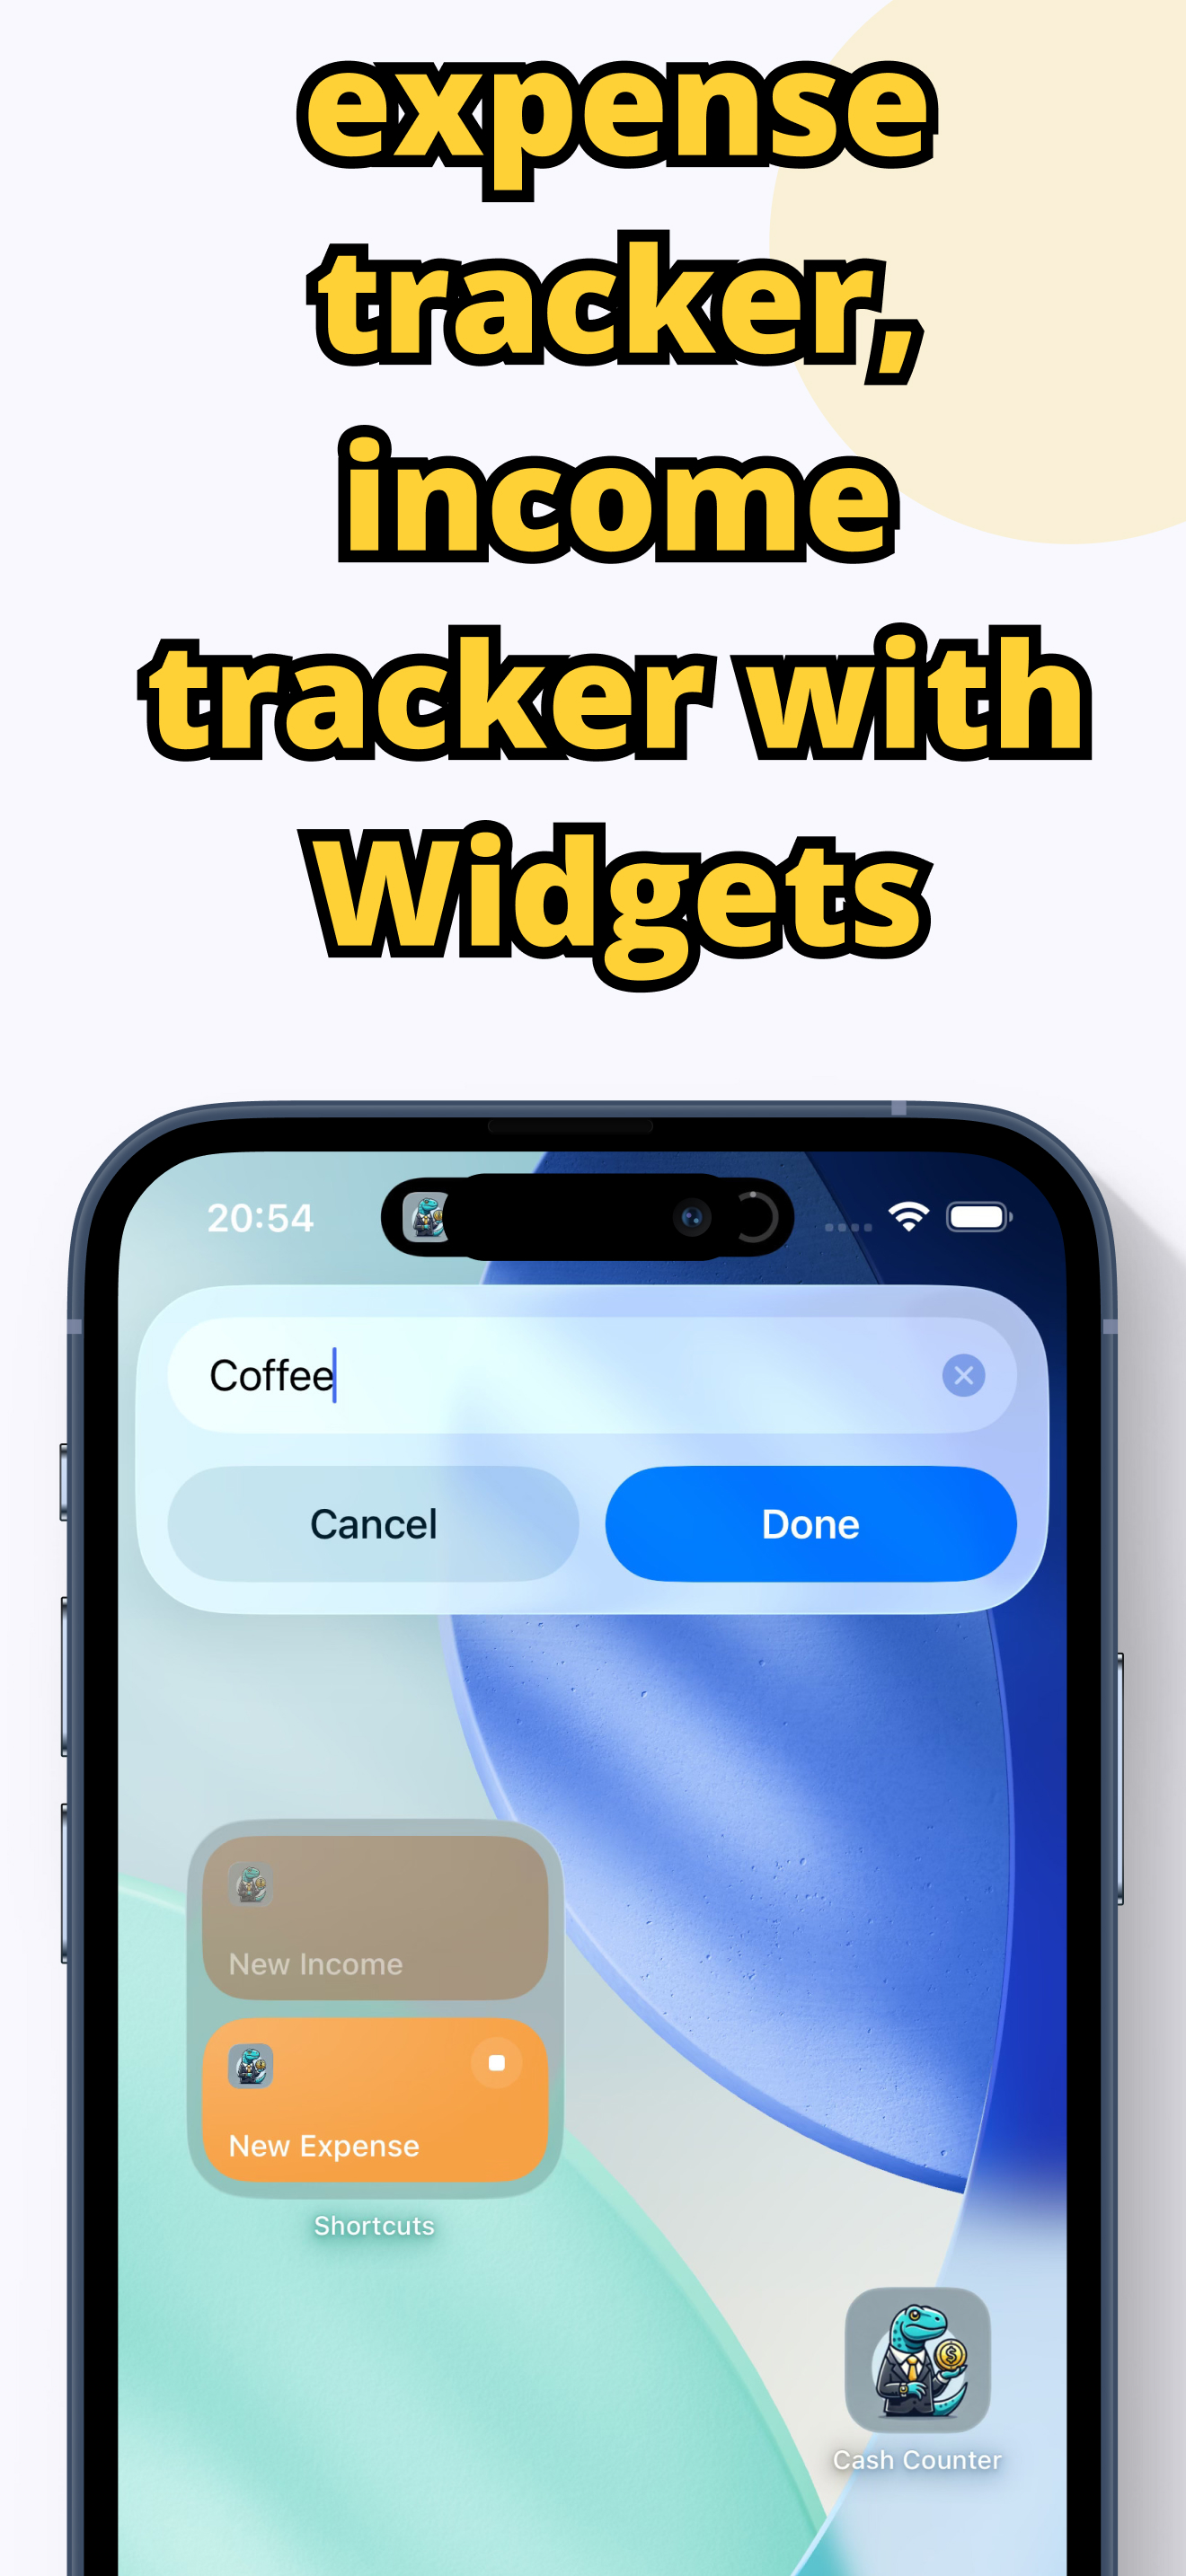 expense
tracker,
income
tracker with
Widgets
20:54
Coffee
Cancel
Done
New Income
New Expense
Shortcuts
Cash Counter